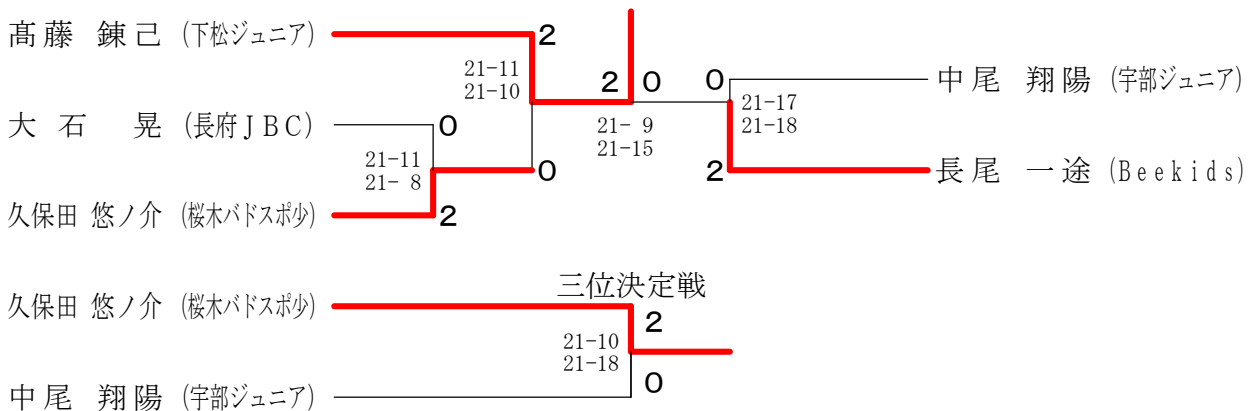 髙藤 錬己 (下松ジュニア)
2
21-11
21-10
2 0
0
中尾 翔陽 (宇部ジュニア)
21-17
21-18
大石 晃 (長府JBC)
0
21- 9
21-15
21-11
21- 8
0
2
長尾 一途 (Beekids)
久保田 悠ノ介 (桜木バドスポ少)
2
三位決定戦
久保田 悠ノ介 (桜木バドスポ少)
2
21-10
21-18
0
中尾 翔陽 (宇部ジュニア)